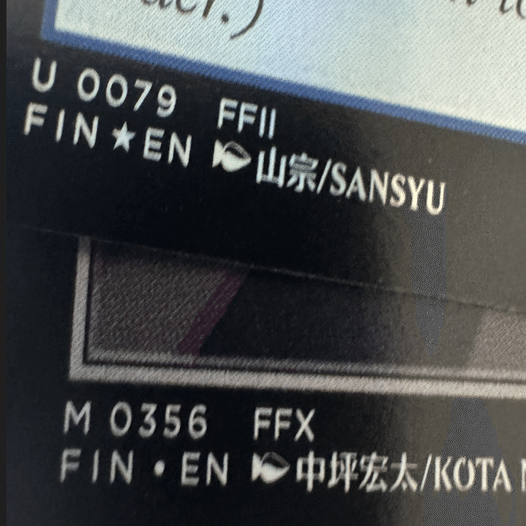 U 0079 FFII
FIN★EN 山宗/SANSYU
M 0356 FFX
FIN•EN 中坪宏太/KOTA